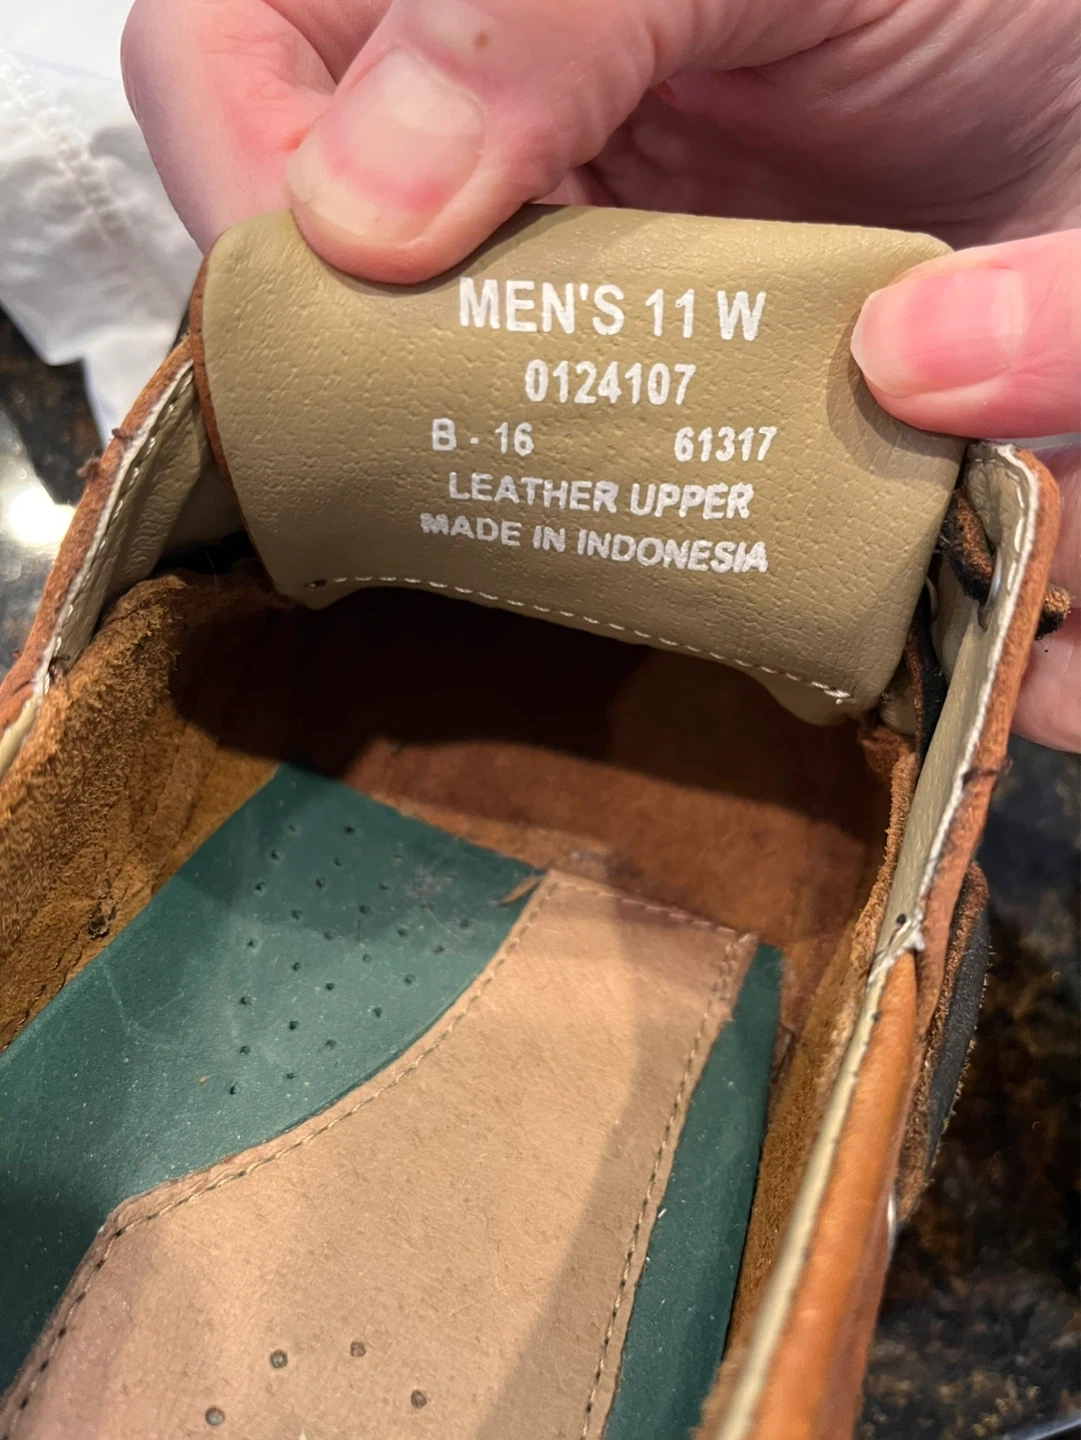 MEN'S 11 W
0124107
B - 16 61317
LEATHER UPPER
MADE IN INDONESIA